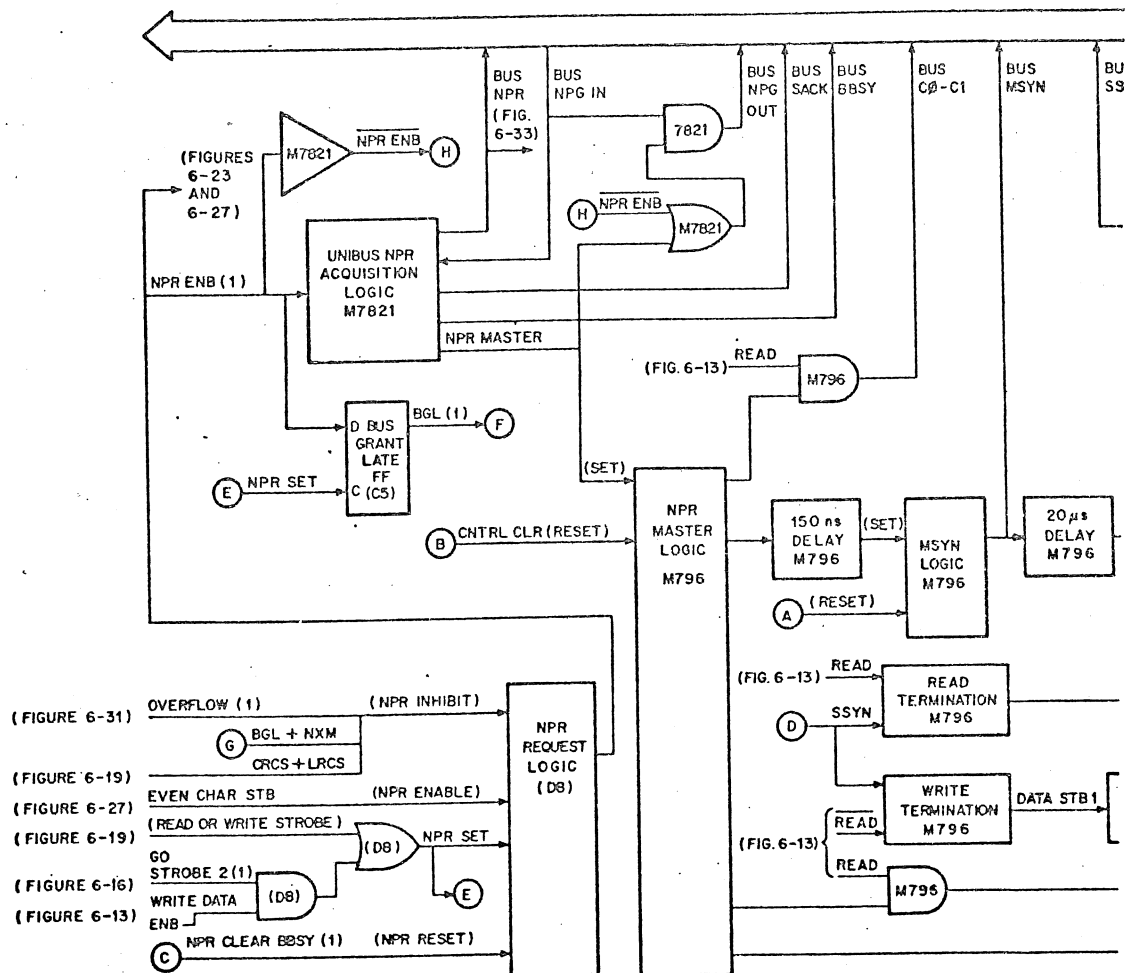 BUS
NPR
(FIG.
6-33)
BUS
NPG IN
BUS
NPG
OUT
BUS
SACK
BUS
BBSY
BUS
CØ-C1
BUS
MSYN
(FIGURES
6-23
AND
6-27)
M7821
NPR ENB
H
7821
H
NPR ENB
M7821
NPR ENB (1)
UNIBUS NPR
ACQUISITION
LOGIC
M7821
NPR MASTER
(FIG. 6-13)
READ
M796
D BUS
GRANT
LATE
FF
C (C5)
BGL (1)
F
E
NPR SET
(SET)
B
CNTRL CLR (RESET)
NPR
MASTER
LOGIC
M796
150 ns
DELAY
M796
(SET)
MSYN
LOGIC
M796
20 µs
DELAY
M796
A
(RESET)
(FIG. 6-13)
READ
READ
TERMINATION
M796
D
SSYN
WRITE
TERMINATION
M796
DATA STB 1
(FIG. 6-13)
READ
READ
M796
(FIGURE 6-31)
OVERFLOW (1)
(NPR INHIBIT)
G
BGL + NXM
(FIGURE 6-19)
CRCS + LRCS
(FIGURE 6-27)
EVEN CHAR STB
(NPR ENABLE)
(FIGURE 6-19)
(READ OR WRITE STROBE)
(D8)
NPR SET
E
GO
STROBE 2 (1)
(FIGURE 6-16)
WRITE DATA
ENB
(FIGURE 6-13)
(D8)
C
NPR CLEAR BBSY (1)
(NPR RESET)
NPR
REQUEST
LOGIC
(D8)